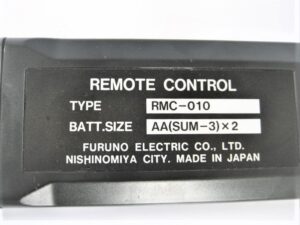 REMOTE CONTROL
TYPE RMC-010
BATT.SIZE AA(SUM-3)×2
FURUNO ELECTRIC CO., LTD.
NISHINOMIYA CITY. MADE IN JAPAN